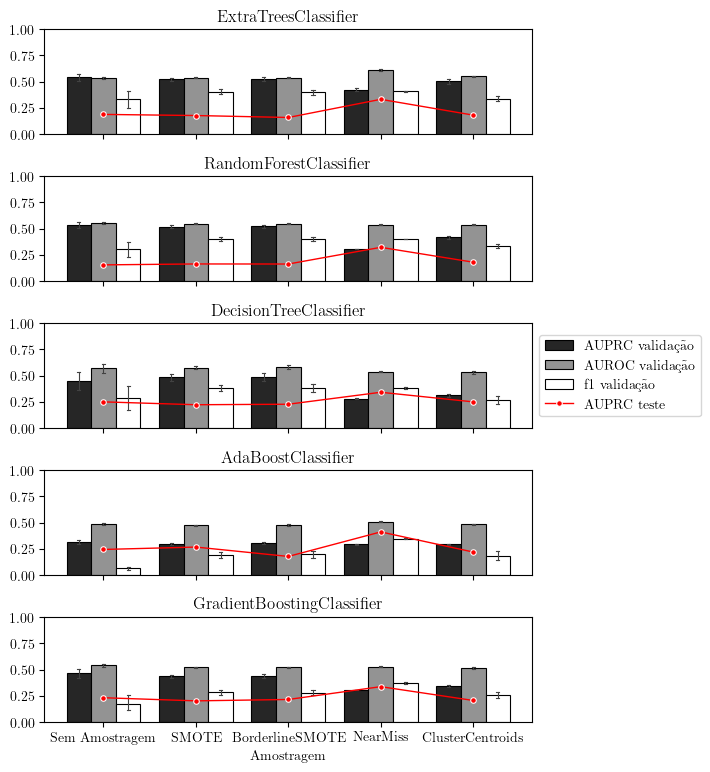 ExtraTreesClassifier
1.00
0.75
0.50
0.25
0.00
RandomForestClassifier
1.00
0.75
0.50
0.25
0.00
DecisionTreeClassifier
1.00
0.75
0.50
0.25
0.00
AUPRC validação
AUROC validação
f1 validação
AUPRC teste
AdaBoostClassifier
1.00
0.75
0.50
0.25
0.00
GradientBoostingClassifier
1.00
0.75
0.50
0.25
0.00
Sem Amostragem SMOTE BorderlineSMOTE NearMiss ClusterCentroids
Amostragem